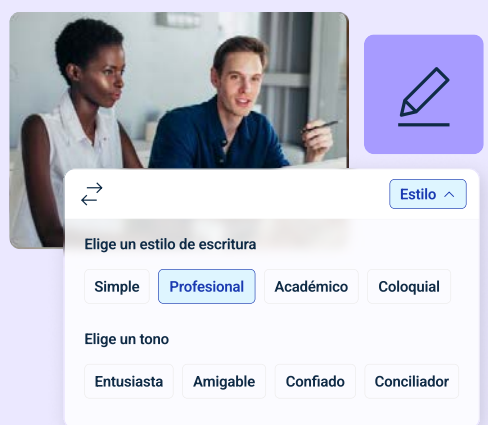 Estilo
Elige un estilo de escritura
Simple Profesional Académico Coloquial
Elige un tono
Entusiasta Amigable Confiado Conciliador